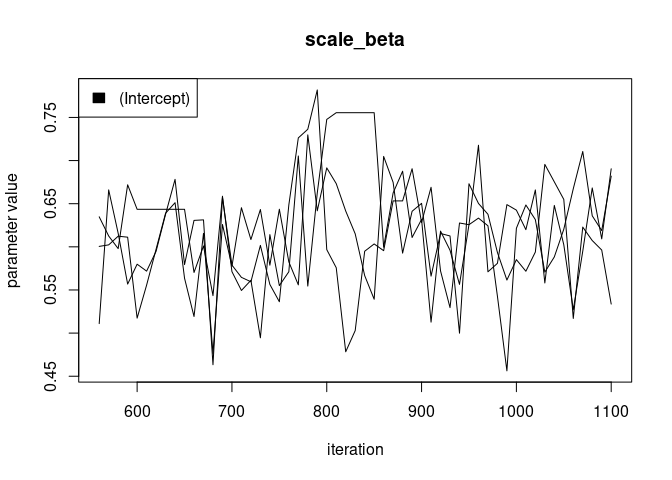 scale_beta
(Intercept)
parameter value
0.75
0.65
0.55
0.45
600 700 800 900 1000 1100
iteration